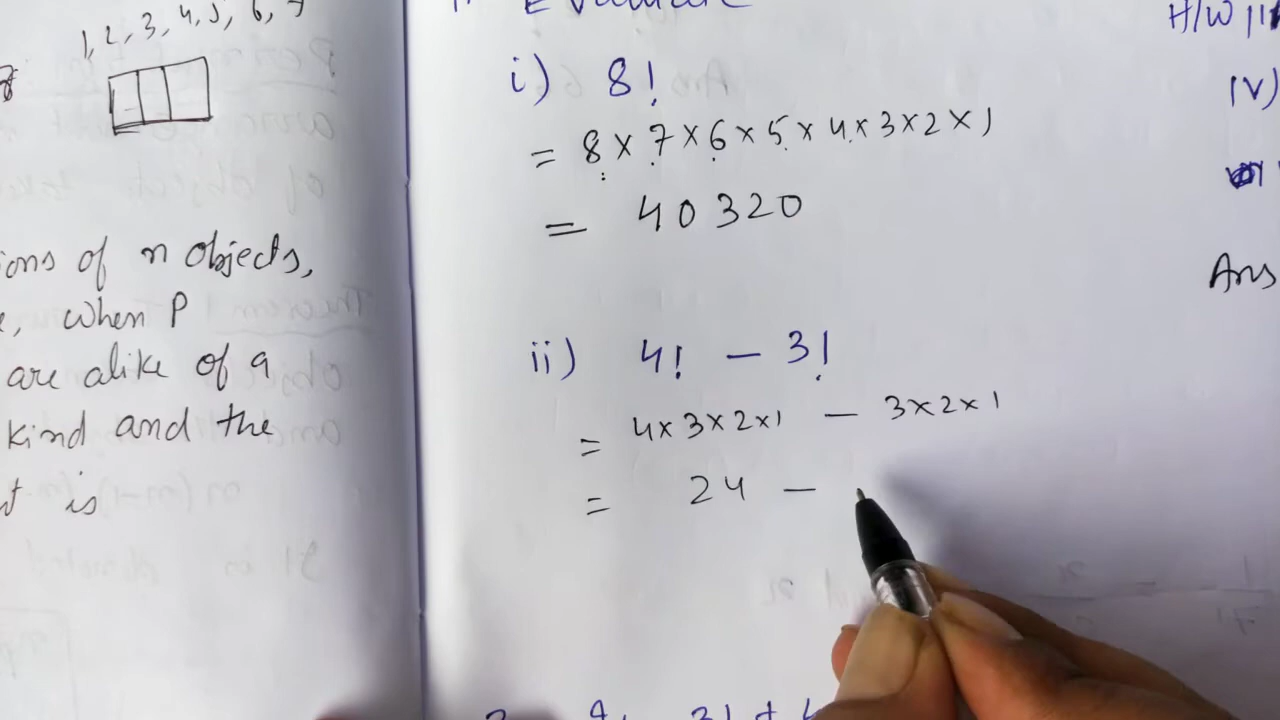 1, 2, 3, 4, 5, 6, 7
ions of n objects,
e, when P
are alike of a
kind and the
t is
Evaluate
i) 8!
= 8 × 7 × 6 × 5 × 4 × 3 × 2 × 1
= 40320
ii) 4! − 3!
= 4 × 3 × 2 × 1 − 3 × 2 × 1
= 24 −
H/W
IV)
Ans